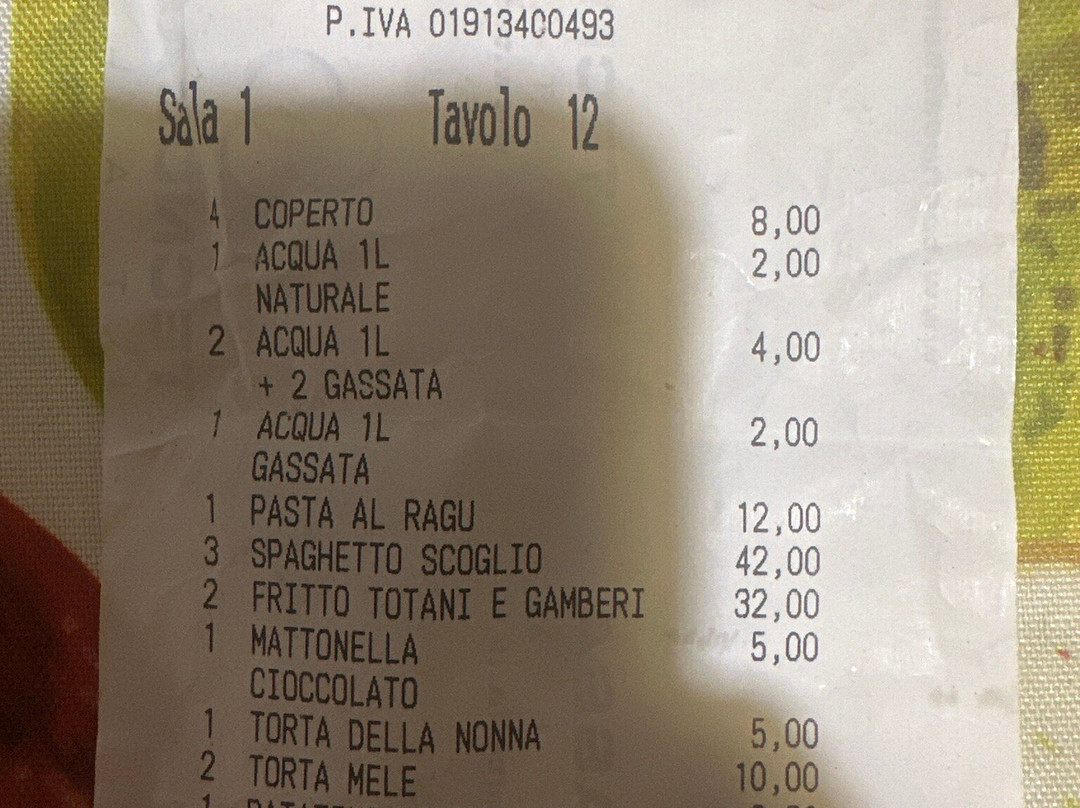 P.IVA 01913400493
Sala 1 Tavolo 12
4 COPERTO 8,00
1 ACQUA 1L 2,00
NATURALE
2 ACQUA 1L 4,00
+ 2 GASSATA
1 ACQUA 1L 2,00
GASSATA
1 PASTA AL RAGU 12,00
3 SPAGHETTO SCOGLIO 42,00
2 FRITTO TOTANI E GAMBERI 32,00
1 MATTONELLA 5,00
CIOCCOLATO
1 TORTA DELLA NONNA 5,00
2 TORTA MELE 10,00
1